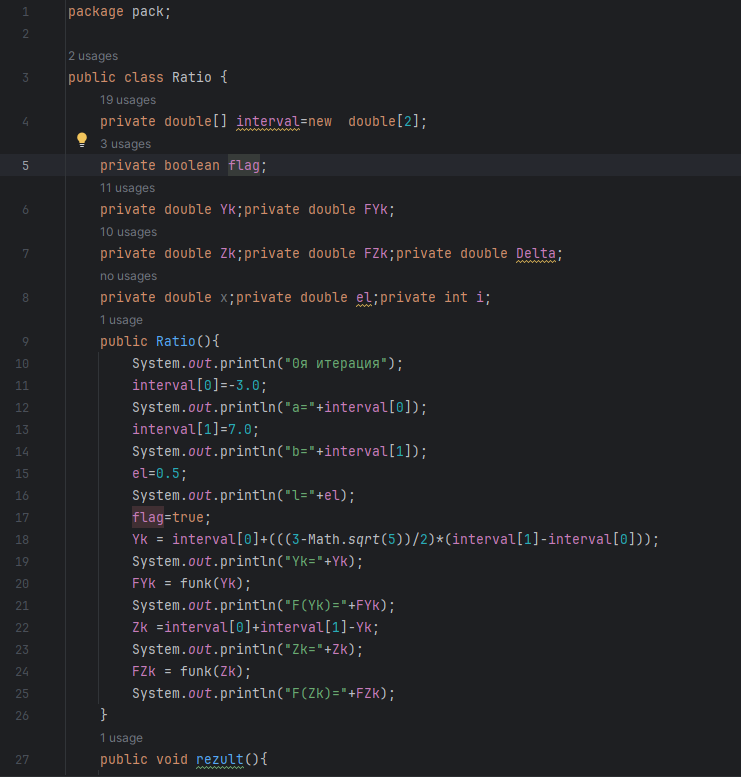 1 package pack;
2
2 usages
3 public class Ratio {
19 usages
4 private double[] interval=new  double[2];
3 usages
5 private boolean flag;
11 usages
6 private double Yk;private double FYk;
10 usages
7 private double Zk;private double FZk;private double Delta;
no usages
8 private double x;private double el;private int i;
1 usage
9 public Ratio(){
10 System.out.println("0я итерация");
11 interval[0]=-3.0;
12 System.out.println("a="+interval[0]);
13 interval[1]=7.0;
14 System.out.println("b="+interval[1]);
15 el=0.5;
16 System.out.println("l="+el);
17 flag=true;
18 Yk = interval[0]+(((3-Math.sqrt(5))/2)*(interval[1]-interval[0]));
19 System.out.println("Yk="+Yk);
20 FYk = funk(Yk);
21 System.out.println("F(Yk)="+FYk);
22 Zk =interval[0]+interval[1]-Yk;
23 System.out.println("Zk="+Zk);
24 FZk = funk(Zk);
25 System.out.println("F(Zk)="+FZk);
26 }
1 usage
27 public void rezult(){